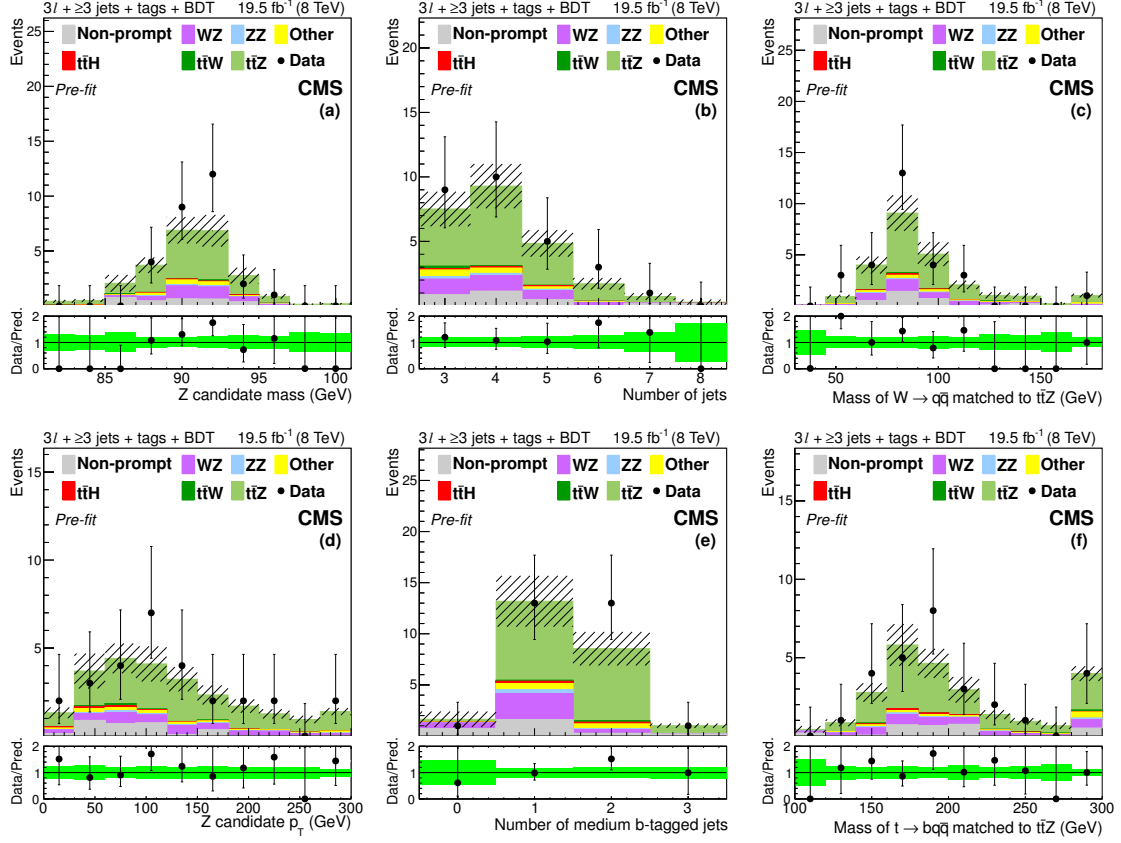 3l + ≥3 jets + tags + BDT 19.5 fb⁻¹ (8 TeV)
Events
25
20
15
10
5
Non-prompt WZ ZZ Other
tt̄H tt̄W tt̄Z Data
Pre-fit
CMS
(a)
Data/Pred.
2
1
0
85 90 95 100
Z candidate mass (GeV)
3l + ≥3 jets + tags + BDT 19.5 fb⁻¹ (8 TeV)
Events
20
15
10
5
Non-prompt WZ ZZ Other
tt̄H tt̄W tt̄Z Data
Pre-fit
CMS
(b)
Data/Pred.
2
1
0
3 4 5 6 7 8
Number of jets
3l + ≥3 jets + tags + BDT 19.5 fb⁻¹ (8 TeV)
Events
25
20
15
10
5
Non-prompt WZ ZZ Other
tt̄H tt̄W tt̄Z Data
Pre-fit
CMS
(c)
Data/Pred.
2
1
0
50 100 150
Mass of W → qq̄ matched to tt̄Z (GeV)
3l + ≥3 jets + tags + BDT 19.5 fb⁻¹ (8 TeV)
Events
15
10
5
Non-prompt WZ ZZ Other
tt̄H tt̄W tt̄Z Data
Pre-fit
CMS
(d)
Data/Pred.
2
1
0
0 50 100 150 200 250 300
Z candidate p_T (GeV)
3l + ≥3 jets + tags + BDT 19.5 fb⁻¹ (8 TeV)
Events
25
20
15
10
5
Non-prompt WZ ZZ Other
tt̄H tt̄W tt̄Z Data
Pre-fit
CMS
(e)
Data/Pred.
2
1
0
0 1 2 3
Number of medium b-tagged jets
3l + ≥3 jets + tags + BDT 19.5 fb⁻¹ (8 TeV)
Events
15
10
5
Non-prompt WZ ZZ Other
tt̄H tt̄W tt̄Z Data
Pre-fit
CMS
(f)
Data/Pred.
2
1
0
100 150 200 250 300
Mass of t → bqq̄ matched to tt̄Z (GeV)